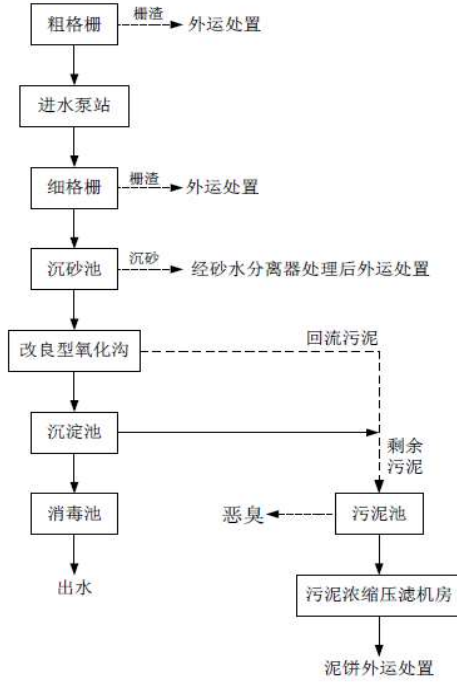 粗格栅
栅渣
外运处置
进水泵站
细格栅
栅渣
外运处置
沉砂池
沉砂
经砂水分离器处理后外运处置
改良型氧化沟
回流污泥
沉淀池
剩余
污泥
消毒池
恶臭
污泥池
出水
污泥浓缩压滤机房
泥饼外运处置